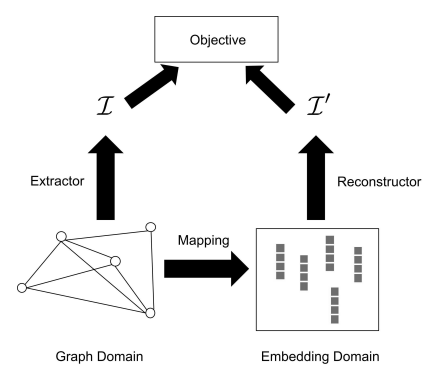 Objective
ℐ
ℐ′
Extractor
Reconstructor
Mapping
Graph Domain
Embedding Domain